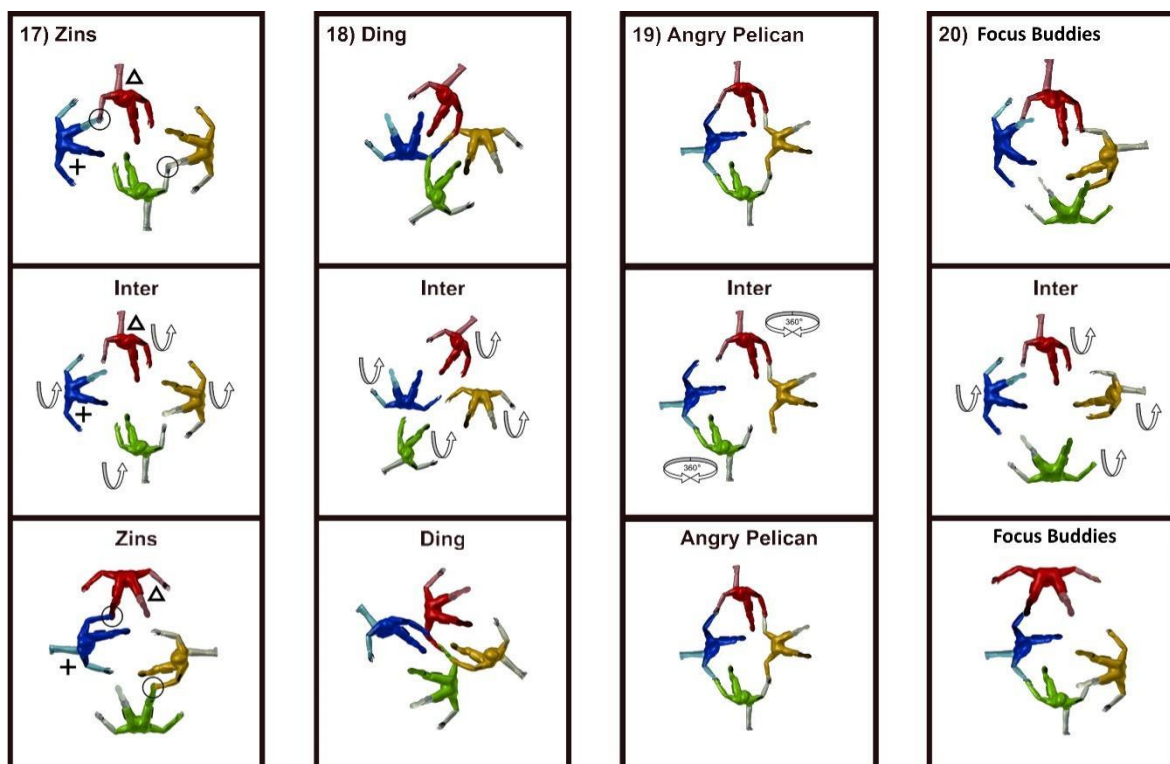 17) Zins
Inter
Zins
18) Ding
Inter
Ding
19) Angry Pelican
Inter
360°
360°
Angry Pelican
20) Focus Buddies
Inter
Focus Buddies